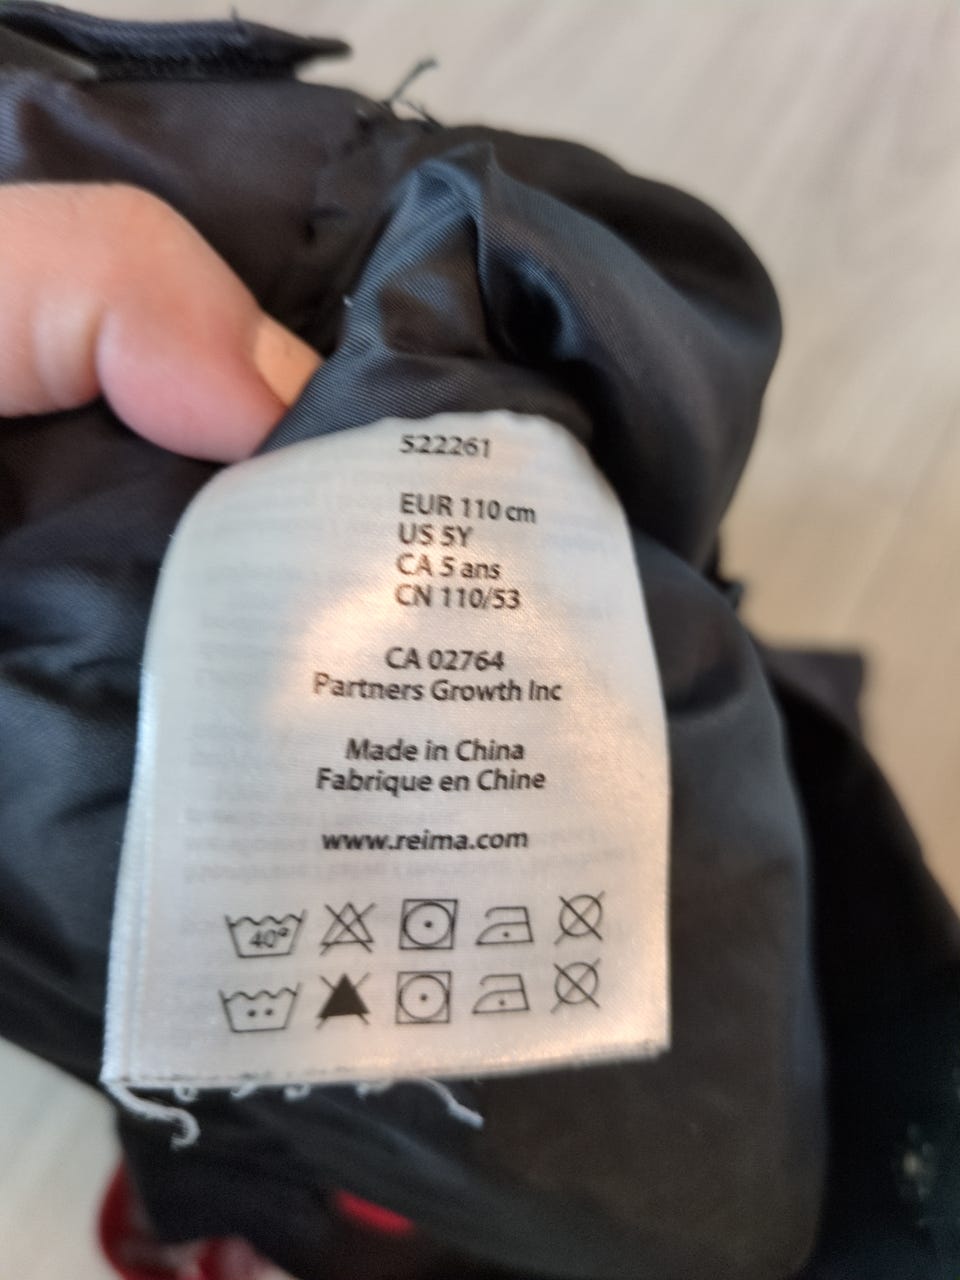 522261
EUR 110 cm
US 5Y
CA 5 ans
CN 110/53
CA 02764
Partners Growth Inc
Made in China
Fabrique en Chine
www.reima.com
40°